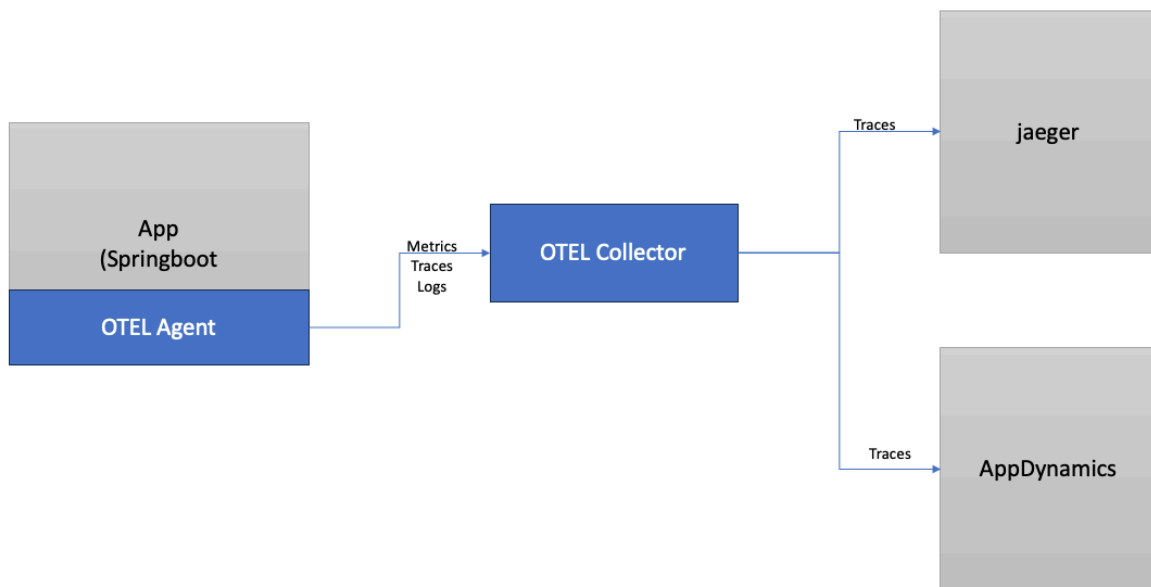 App
(Springboot
OTEL Agent
Metrics
Traces
Logs
OTEL Collector
Traces
jaeger
Traces
AppDynamics